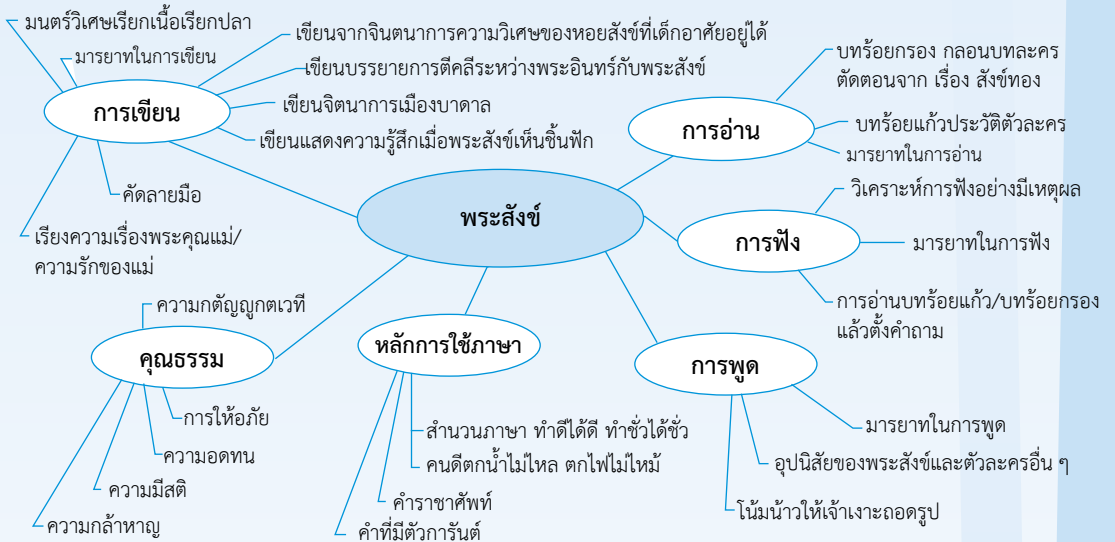 มนตร์วิเศษเรียกเนื้อเรียกปลา
มารยาทในการเขียน
การเขียน
เขียนจากจินตนาการความวิเศษของหอยสังข์ที่เด็กอาศัยอยู่ได้
เขียนบรรยายการตีคลีระหว่างพระอินทร์กับพระสังข์
เขียนจิตนาการเมืองบาดาล
เขียนแสดงความรู้สึกเมื่อพระสังข์เห็นชิ้นฟัก
คัดลายมือ
เรียงความเรื่องพระคุณแม่/
ความรักของแม่
บทร้อยกรอง กลอนบทละคร
ตัดตอนจาก เรื่อง สังข์ทอง
การอ่าน
บทร้อยแก้วประวัติตัวละคร
มารยาทในการอ่าน
พระสังข์
วิเคราะห์การฟังอย่างมีเหตุผล
การฟัง
มารยาทในการฟัง
การอ่านบทร้อยแก้ว/บทร้อยกรอง
แล้วตั้งคำถาม
ความกตัญญูกตเวที
คุณธรรม
การให้อภัย
ความอดทน
ความมีสติ
ความกล้าหาญ
หลักการใช้ภาษา
สำนวนภาษา ทำดีได้ดี ทำชั่วได้ชั่ว
คนดีตกน้ำไม่ไหล ตกไฟไม่ไหม้
คำราชาศัพท์
คำที่มีตัวการันต์
การพูด
มารยาทในการพูด
อุปนิสัยของพระสังข์และตัวละครอื่น ๆ
โน้มน้าวให้เจ้าเงาะถอดรูป